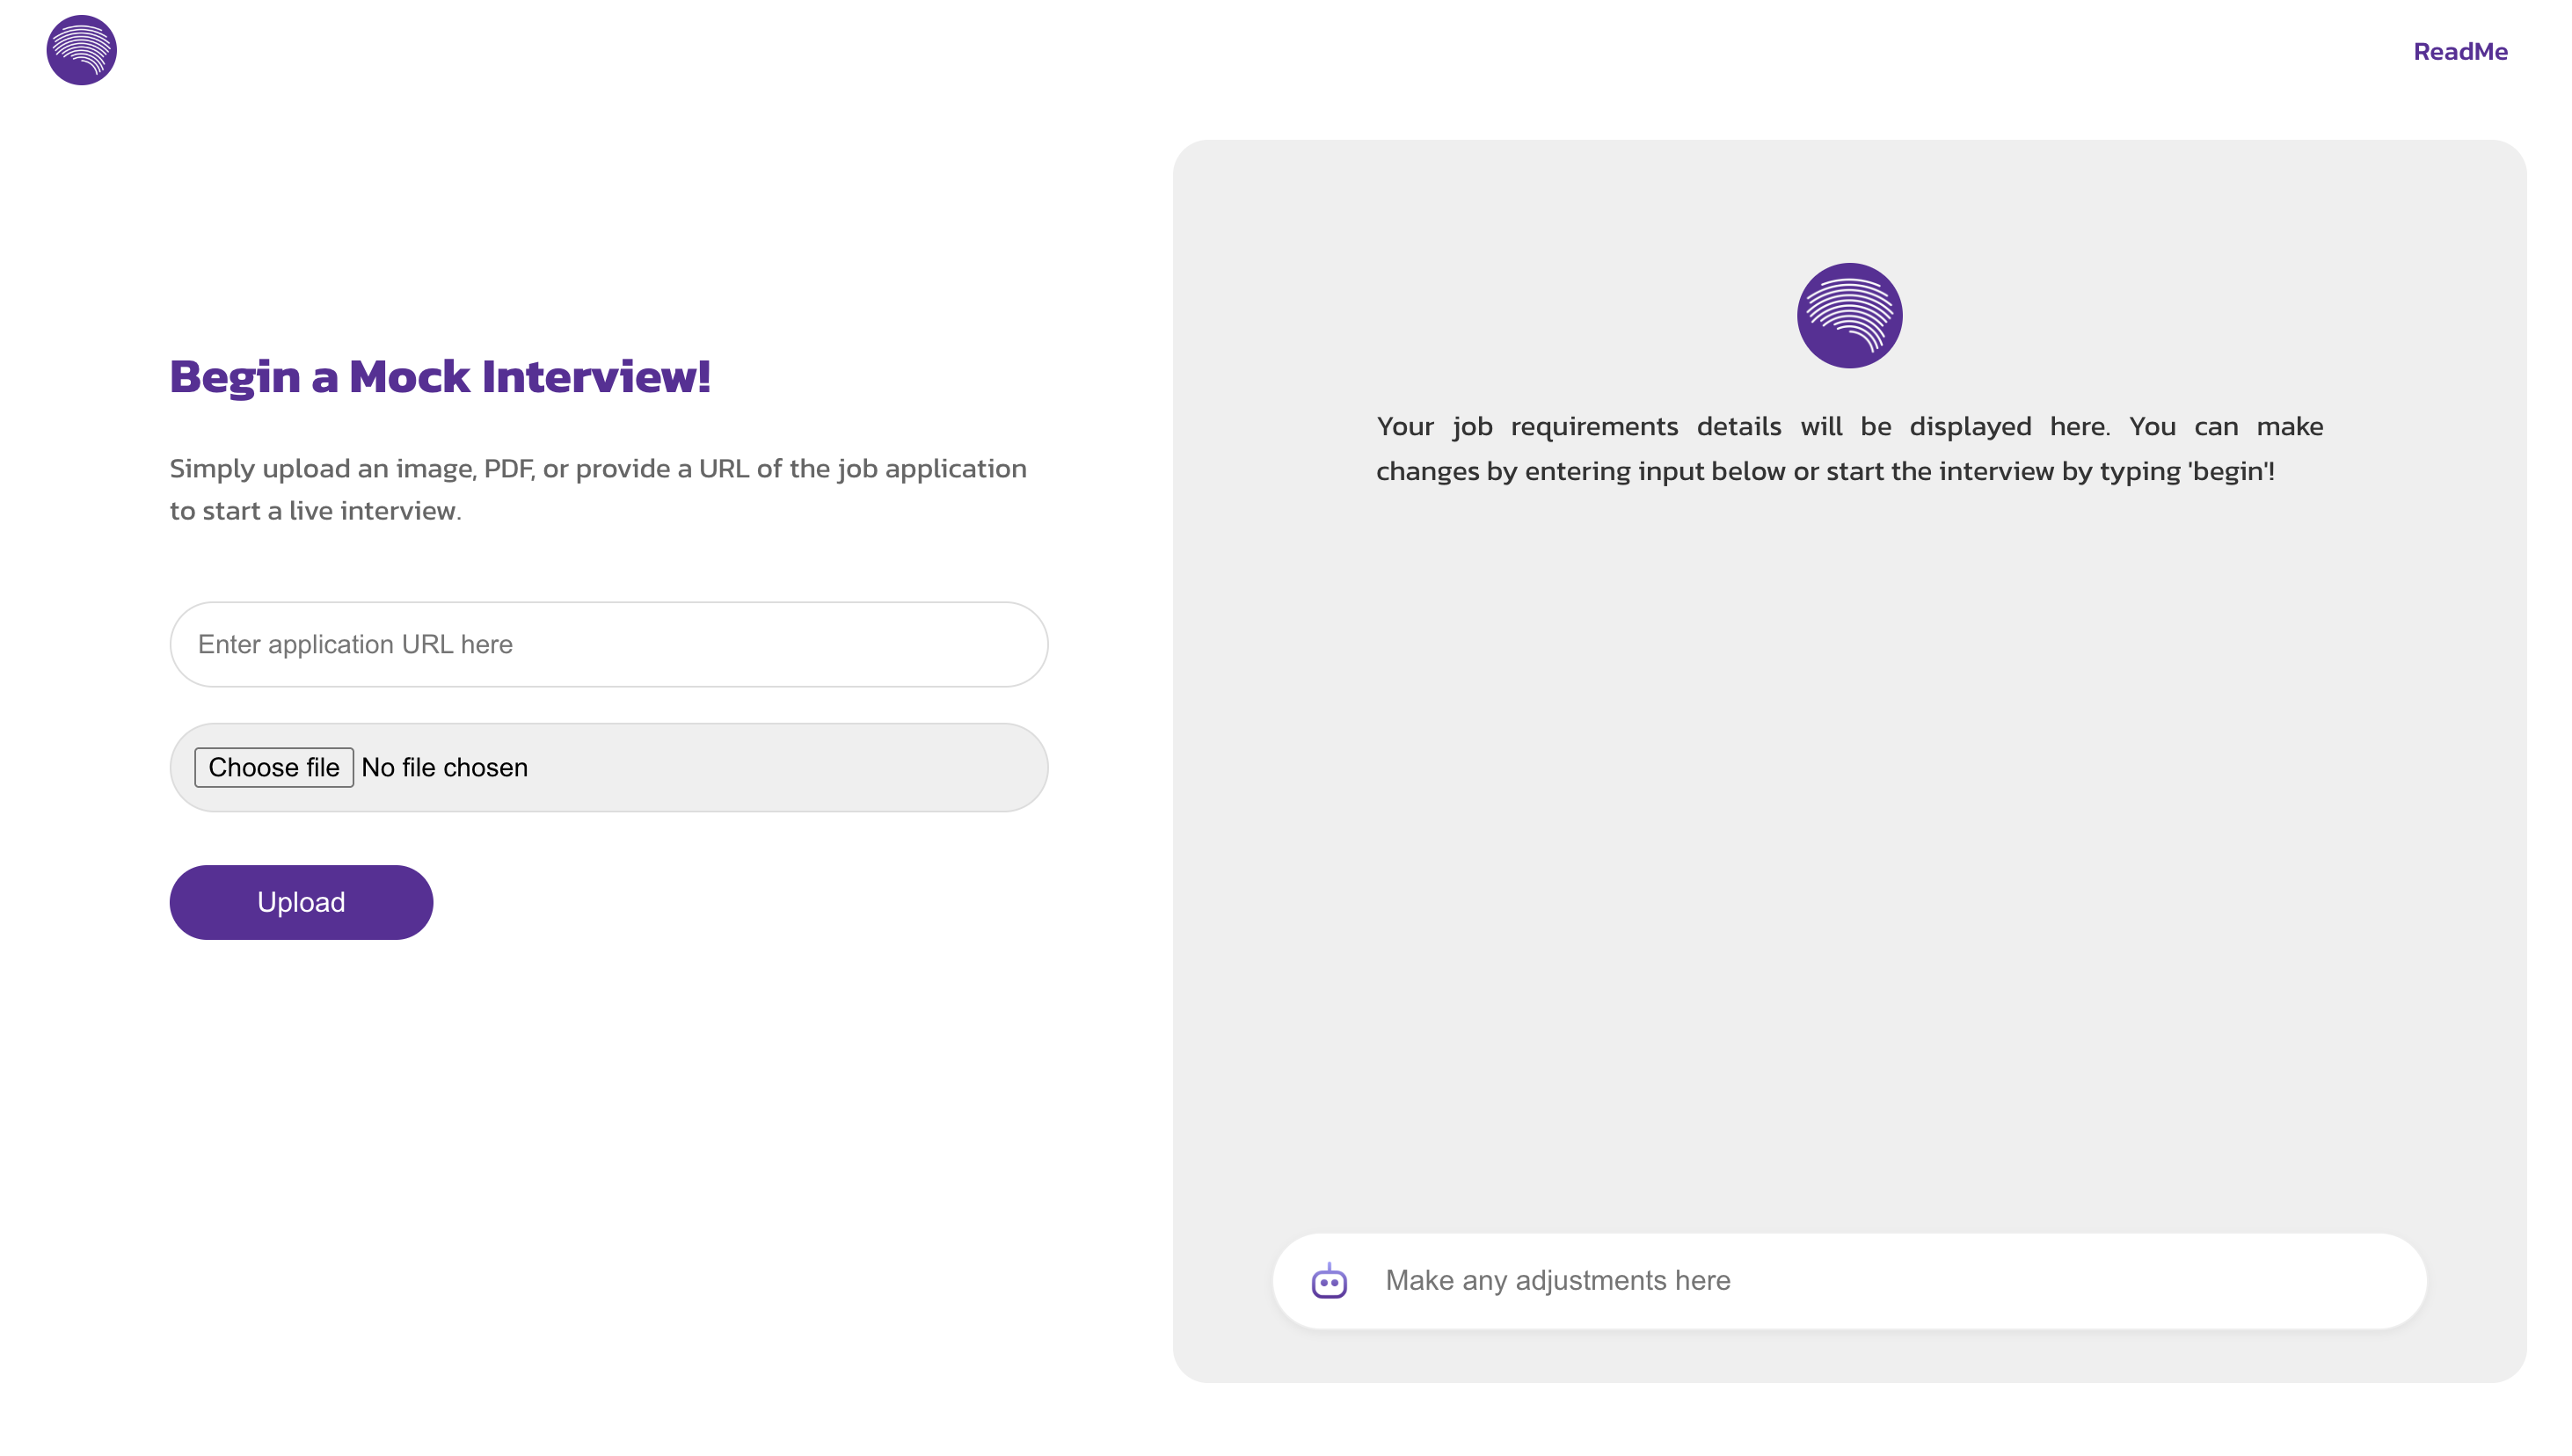 ReadMe
Begin a Mock Interview!
Simply upload an image, PDF, or provide a URL of the job application
to start a live interview.
Enter application URL here
Choose file No file chosen
Upload
Your job requirements details will be displayed here. You can make
changes by entering input below or start the interview by typing 'begin'!
Make any adjustments here